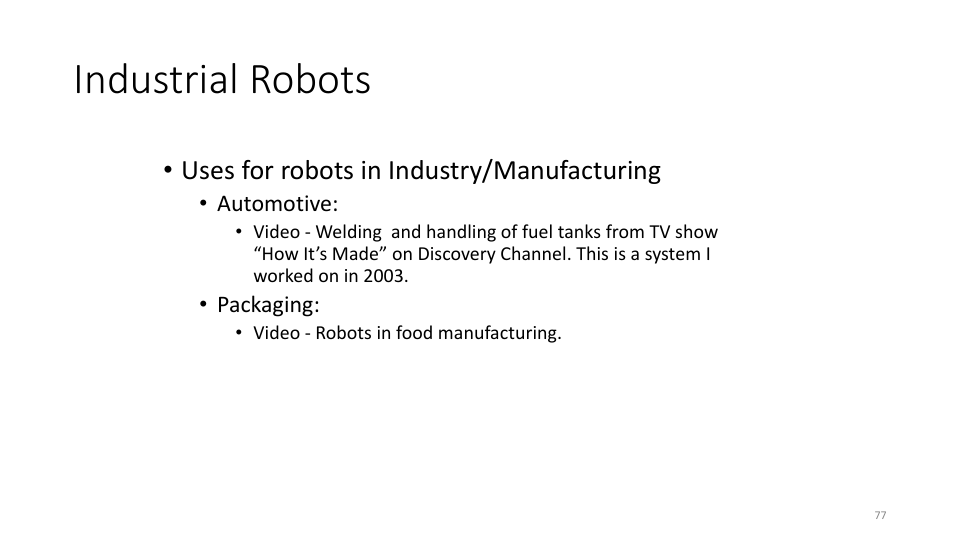 Industrial Robots
• Uses for robots in Industry/Manufacturing
• Automotive:
• Video - Welding  and handling of fuel tanks from TV show
“How It’s Made” on Discovery Channel. This is a system I
worked on in 2003.
• Packaging:
• Video - Robots in food manufacturing.
77